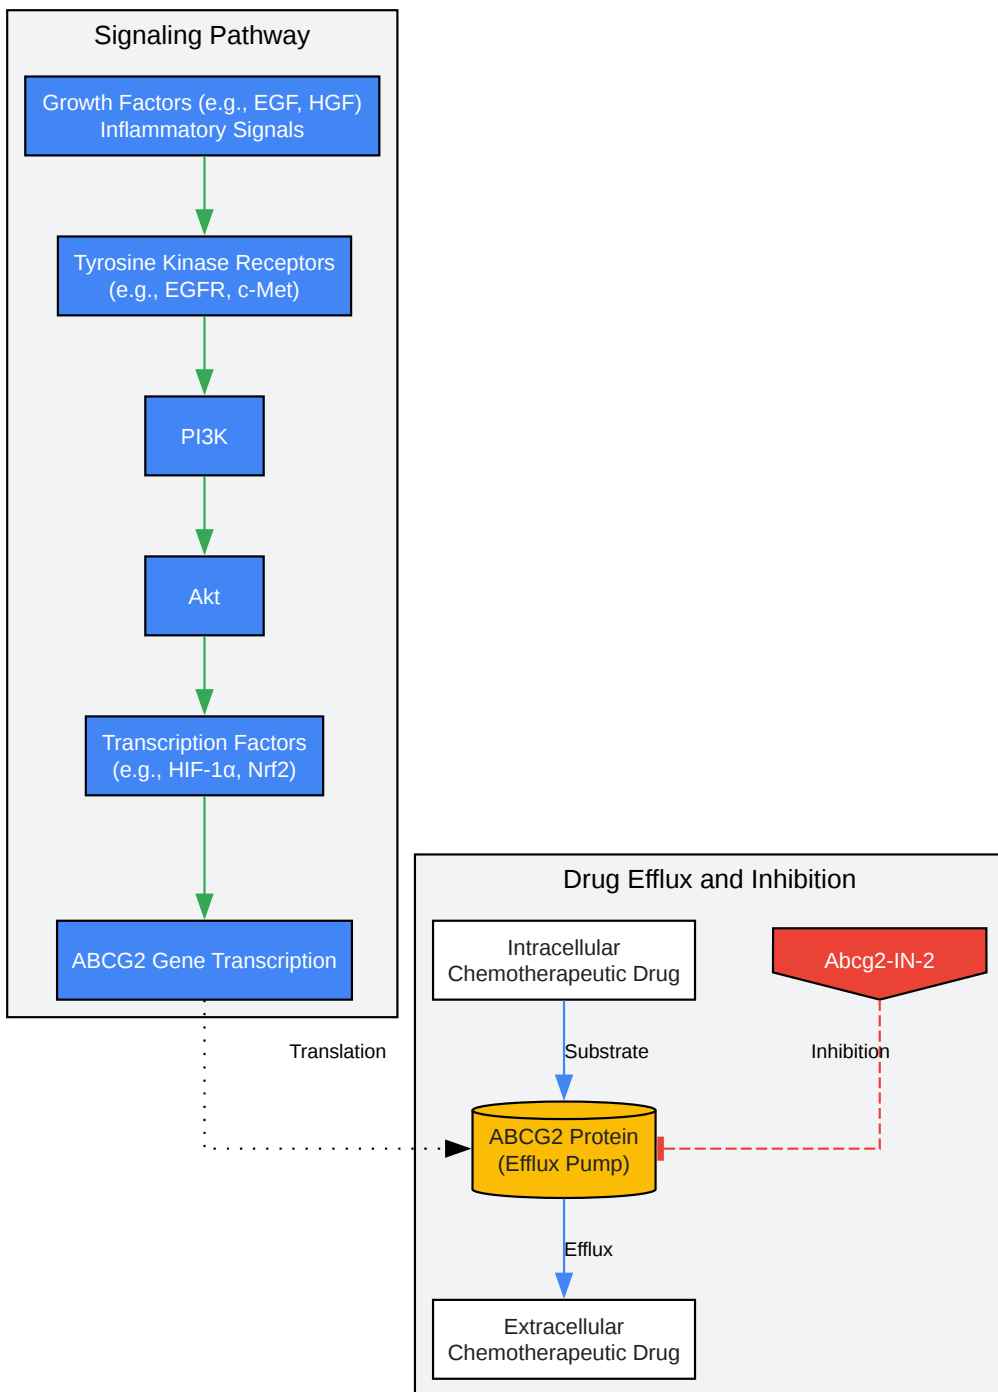 Signaling Pathway
Growth Factors (e.g., EGF, HGF)
Inflammatory Signals
Tyrosine Kinase Receptors
(e.g., EGFR, c-Met)
PI3K
Akt
Transcription Factors
(e.g., HIF-1α, Nrf2)
ABCG2 Gene Transcription
Translation
Drug Efflux and Inhibition
Intracellular
Chemotherapeutic Drug
Abcg2-IN-2
Substrate
Inhibition
ABCG2 Protein
(Efflux Pump)
Efflux
Extracellular
Chemotherapeutic Drug